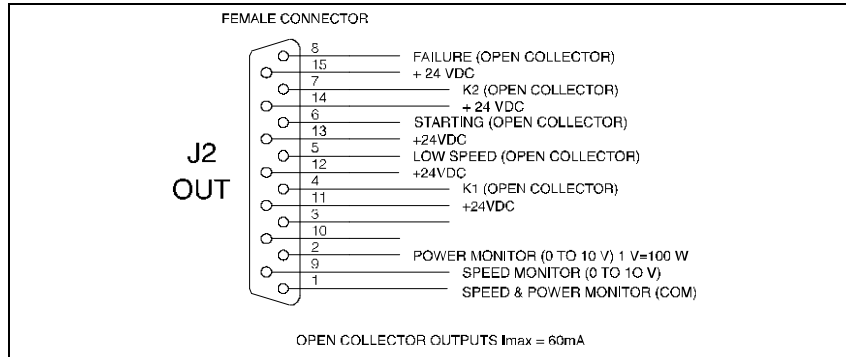 FEMALE CONNECTOR
8 FAILURE (OPEN COLLECTOR)
15 + 24 VDC
7 K2 (OPEN COLLECTOR)
14 + 24 VDC
6 STARTING (OPEN COLLECTOR)
13 +24VDC
5 LOW SPEED (OPEN COLLECTOR)
12 +24VDC
4 K1 (OPEN COLLECTOR)
11 +24VDC
3
10
2 POWER MONITOR (0 TO 10 V) 1 V=100 W
9 SPEED MONITOR (0 TO 1O V)
1 SPEED & POWER MONITOR (COM)
J2
OUT
OPEN COLLECTOR OUTPUTS Imax = 60mA